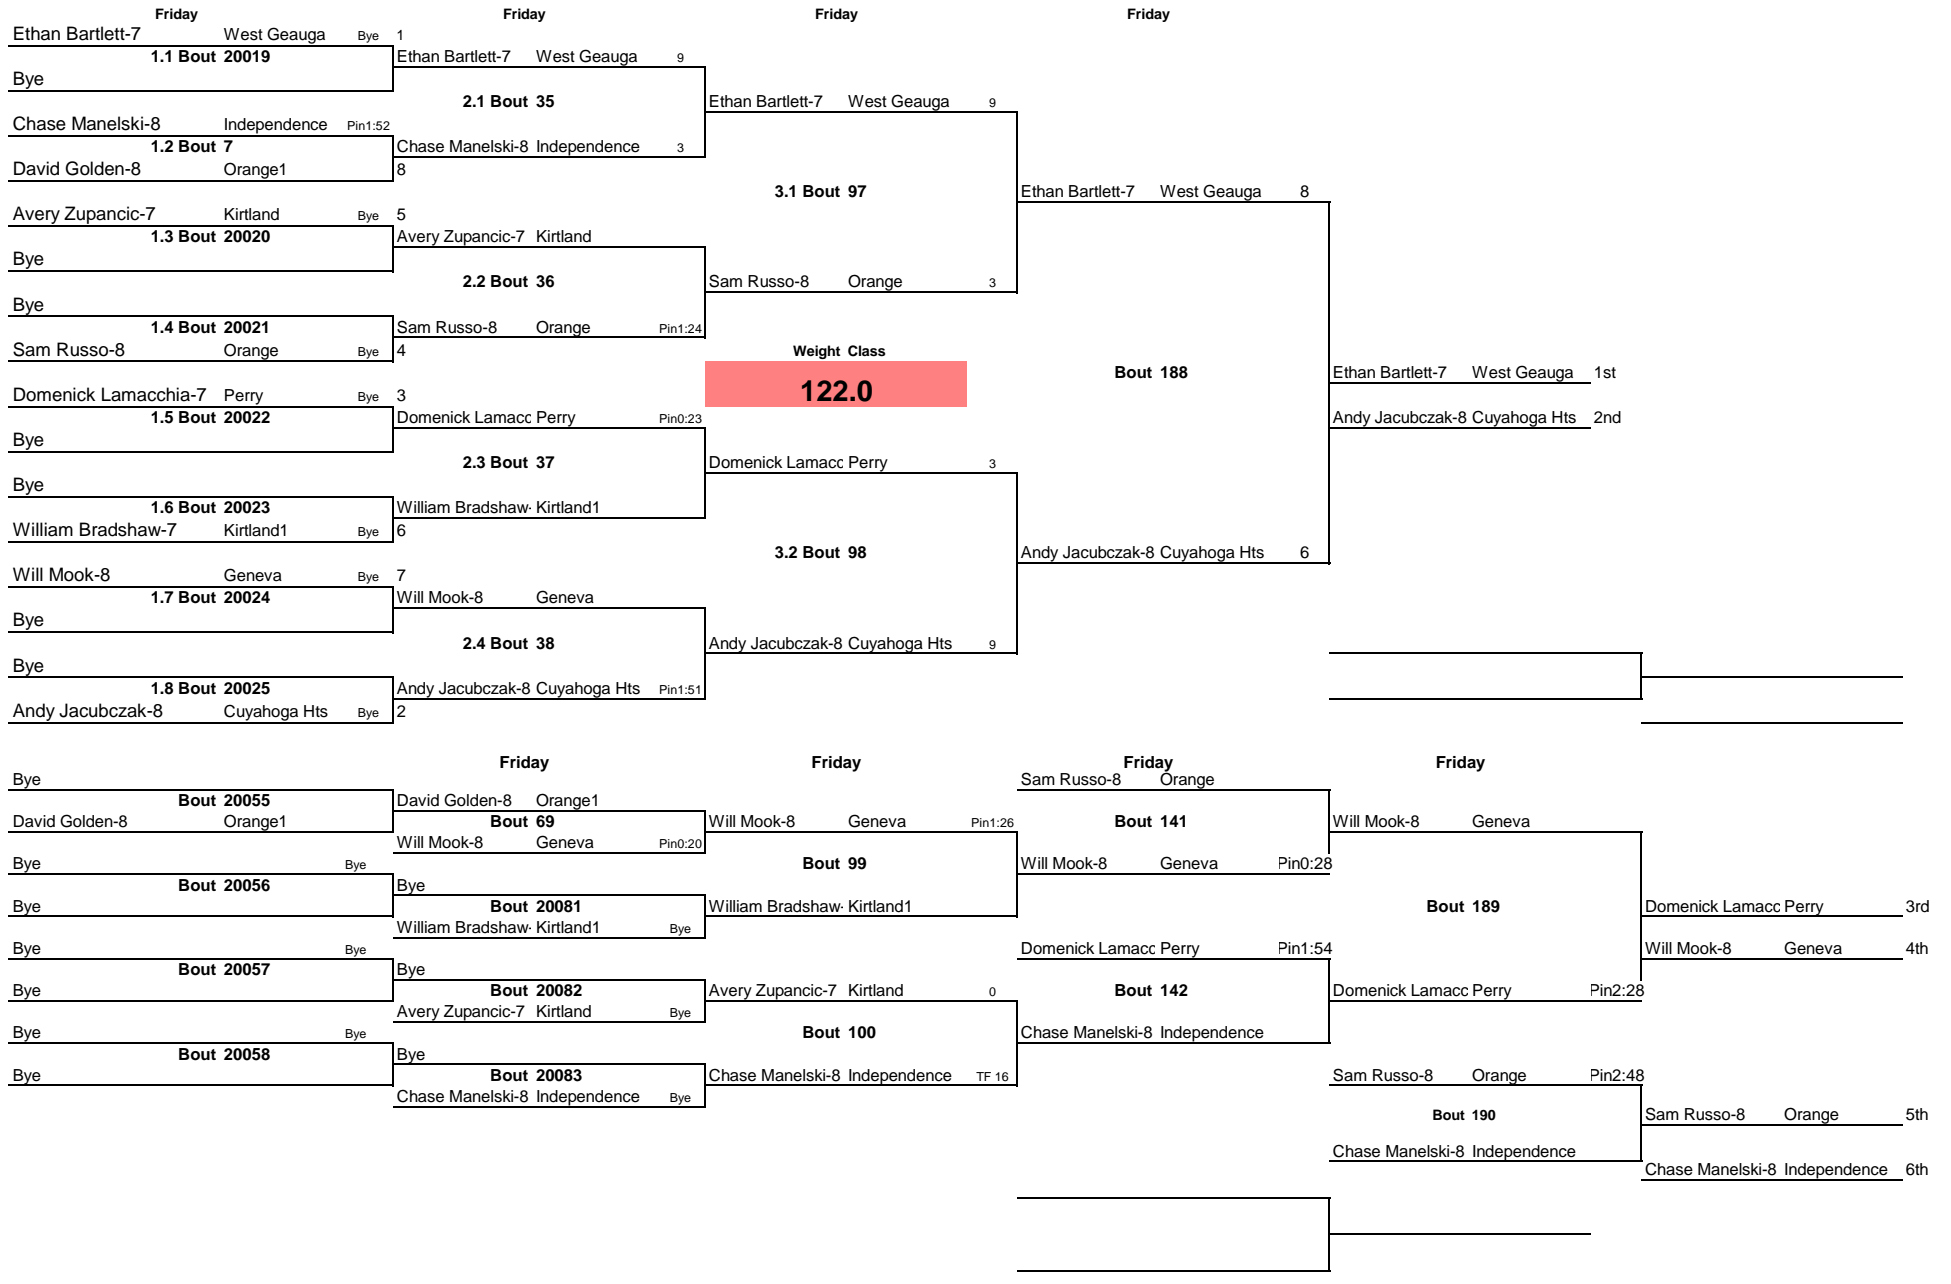 Friday Friday Friday Friday
Ethan Bartlett-7 West Geauga Bye 1
1.1 Bout 20019 Ethan Bartlett-7 West Geauga 9
Bye
2.1 Bout 35 Ethan Bartlett-7 West Geauga 9
Chase Manelski-8 Independence Pin1:52
1.2 Bout 7 Chase Manelski-8 Independence 3
David Golden-8 Orange1 8
3.1 Bout 97 Ethan Bartlett-7 West Geauga 8
Avery Zupancic-7 Kirtland Bye 5
1.3 Bout 20020 Avery Zupancic-7 Kirtland
Bye
2.2 Bout 36 Sam Russo-8 Orange 3
Bye
1.4 Bout 20021 Sam Russo-8 Orange Pin1:24
Sam Russo-8 Orange Bye 4 Weight Class
Bout 188 Ethan Bartlett-7 West Geauga 1st
Domenick Lamacchia-7 Perry Bye 3 122.0
1.5 Bout 20022 Domenick Lamacc Perry Pin0:23 Andy Jacubczak-8 Cuyahoga Hts 2nd
Bye
2.3 Bout 37 Domenick Lamacc Perry 3
Bye
1.6 Bout 20023 William Bradshaw- Kirtland1
William Bradshaw-7 Kirtland1 Bye 6
3.2 Bout 98 Andy Jacubczak-8 Cuyahoga Hts 6
Will Mook-8 Geneva Bye 7
1.7 Bout 20024 Will Mook-8 Geneva
Bye
2.4 Bout 38 Andy Jacubczak-8 Cuyahoga Hts 9
Bye
1.8 Bout 20025 Andy Jacubczak-8 Cuyahoga Hts Pin1:51
Andy Jacubczak-8 Cuyahoga Hts Bye 2
Friday Friday Friday Friday
Bye Sam Russo-8 Orange
Bout 20055 David Golden-8 Orange1
David Golden-8 Orange1 Bout 69 Will Mook-8 Geneva Pin1:26 Bout 141 Will Mook-8 Geneva
Will Mook-8 Geneva Pin0:20
Bye Bye Bout 99 Will Mook-8 Geneva Pin0:28
Bout 20056 Bye
Bye Bout 20081 William Bradshaw- Kirtland1 Bout 189 Domenick Lamacc Perry 3rd
William Bradshaw- Kirtland1 Bye
Bye Bye Domenick Lamacc Perry Pin1:54 Will Mook-8 Geneva 4th
Bout 20057 Bye
Bye Bout 20082 Avery Zupancic-7 Kirtland 0 Bout 142 Domenick Lamacc Perry Pin2:28
Avery Zupancic-7 Kirtland Bye
Bye Bye Bout 100 Chase Manelski-8 Independence
Bout 20058 Bye
Bye Bout 20083 Chase Manelski-8 Independence TF 16 Sam Russo-8 Orange Pin2:48
Chase Manelski-8 Independence Bye
Bout 190 Sam Russo-8 Orange 5th
Chase Manelski-8 Independence
Chase Manelski-8 Independence 6th